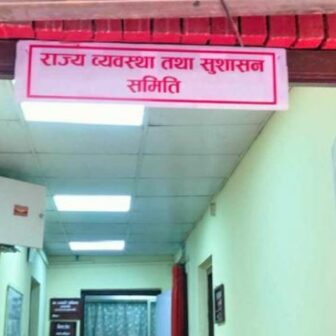 राज्य व्यवस्था तथा सुशासन
समिति